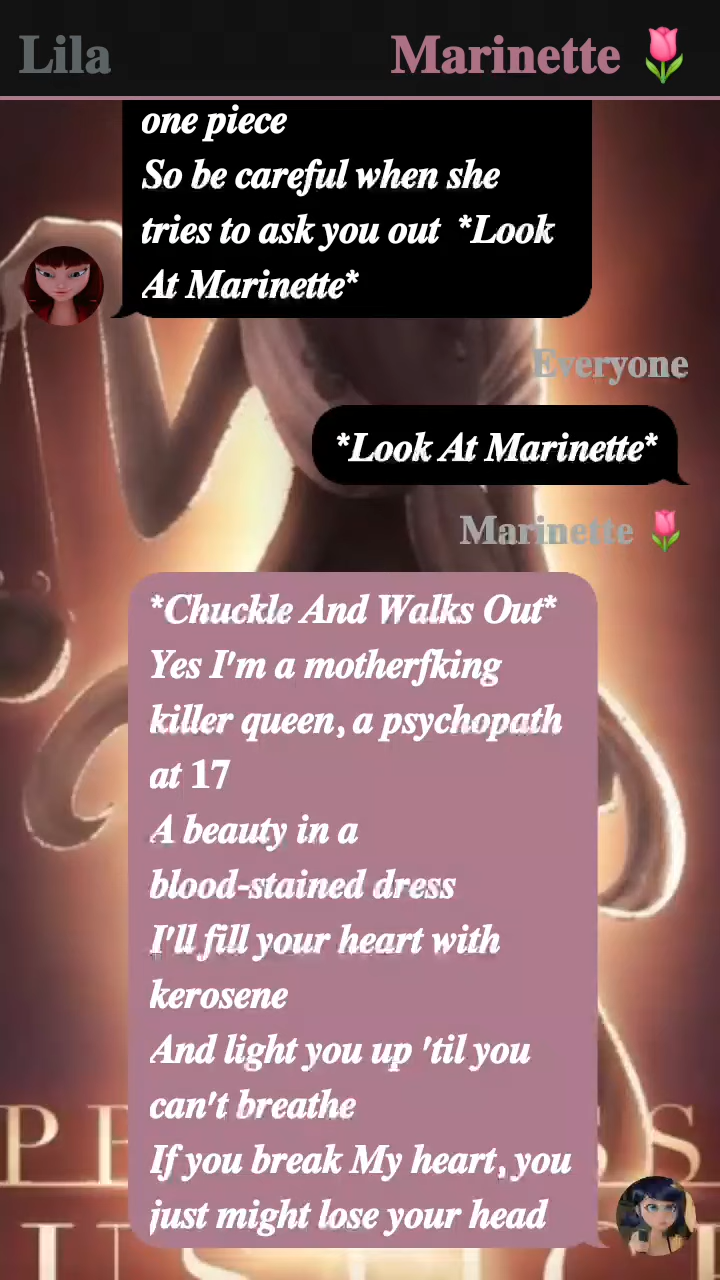 Lila
Marinette 🌷
one piece
So be careful when she
tries to ask you out *Look
At Marinette*
Everyone
*Look At Marinette*
Marinette 🌷
*Chuckle And Walks Out*
Yes I'm a motherfking
killer queen, a psychopath
at 17
A beauty in a
blood-stained dress
I'll fill your heart with
kerosene
And light you up 'til you
can't breathe
If you break My heart, you
just might lose your head